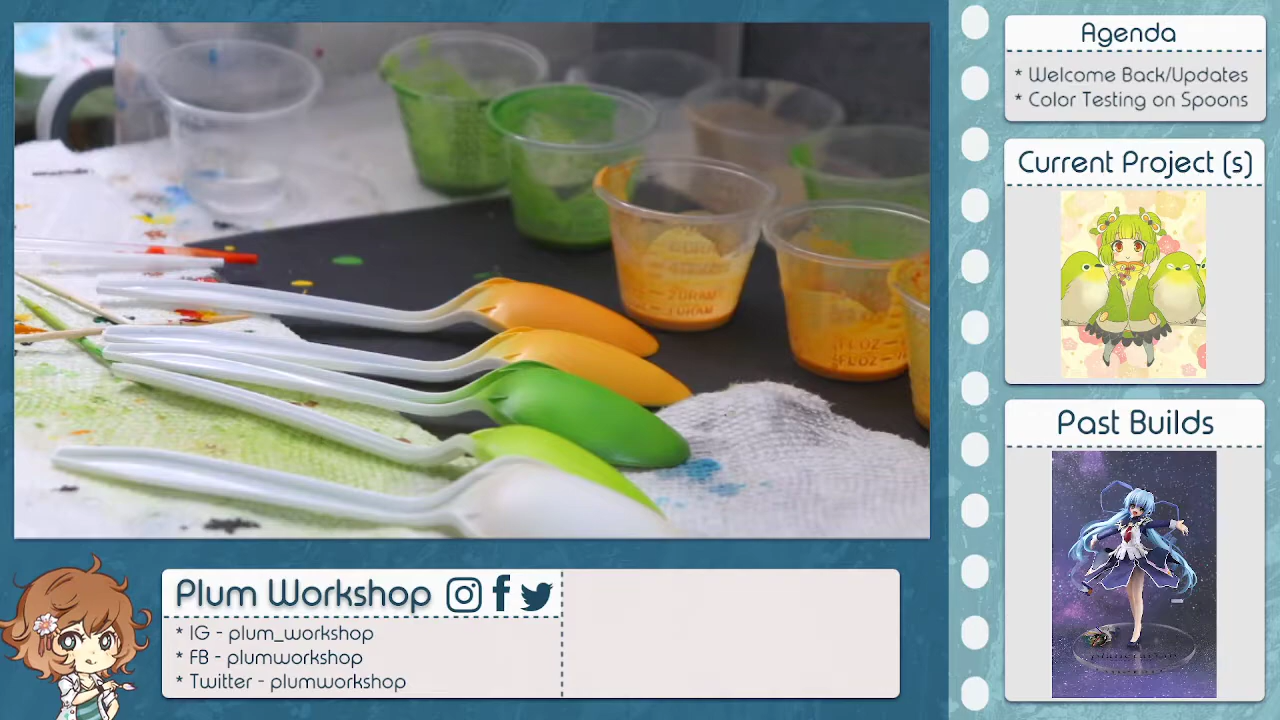 Agenda
* Welcome Back/Updates
* Color Testing on Spoons
Current Project (s)
Past Builds
Plum Workshop
* IG - plum_workshop
* FB - plumworkshop
* Twitter - plumworkshop